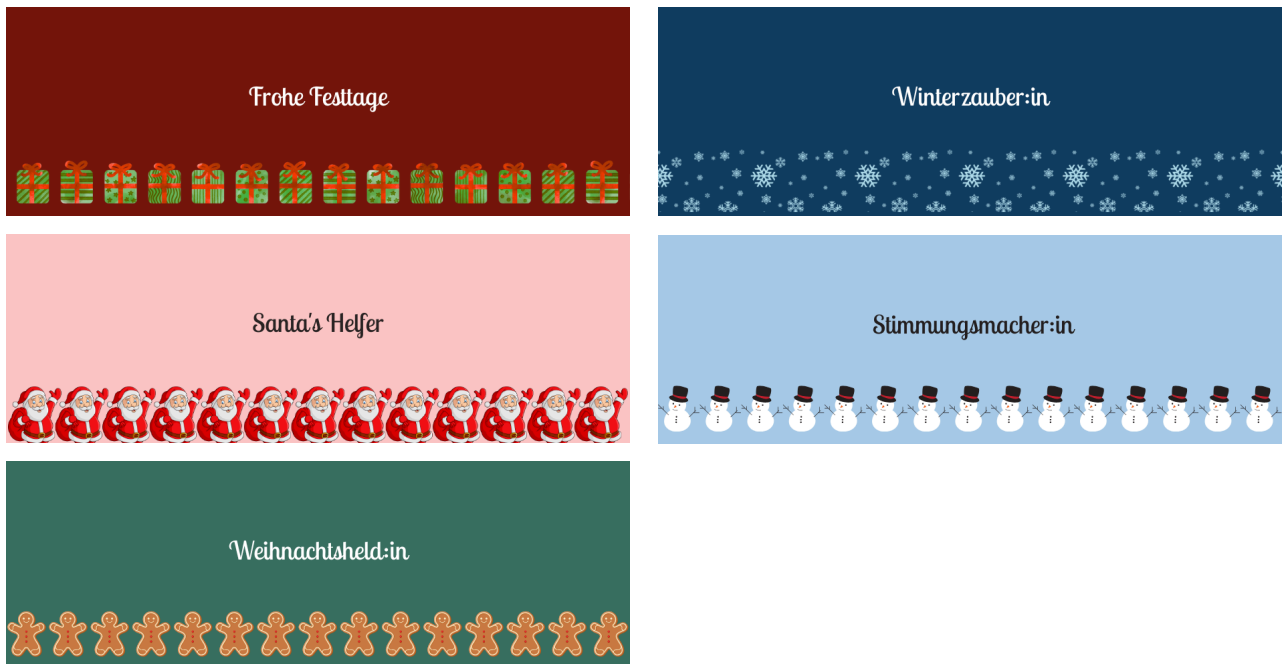 Frohe Festtage
Winterzauber:in
Santa's Helfer
Stimmungsmacher:in
Weihnachtsheld:in